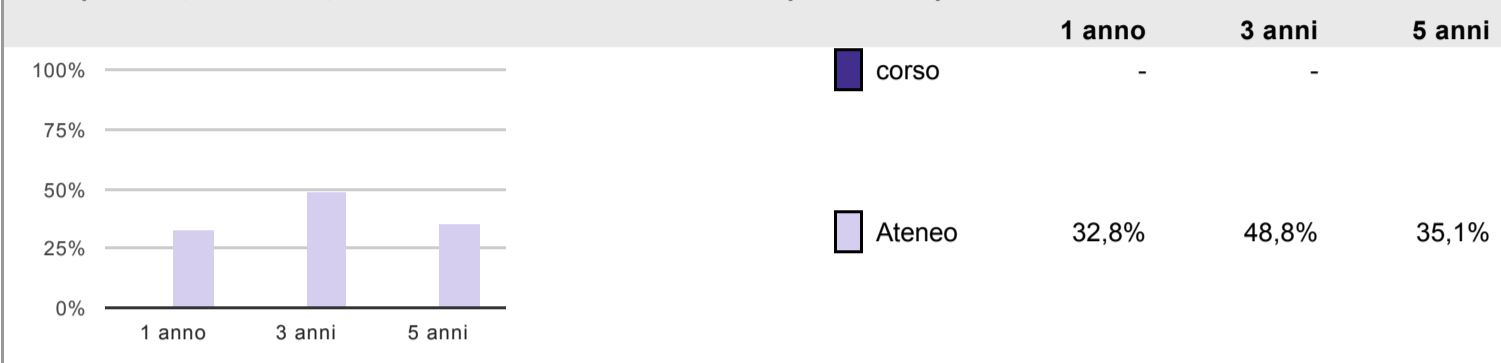 1 anno 3 anni 5 anni
100%
75%
50%
25%
0%
1 anno 3 anni 5 anni
corso - -
Ateneo 32,8% 48,8% 35,1%